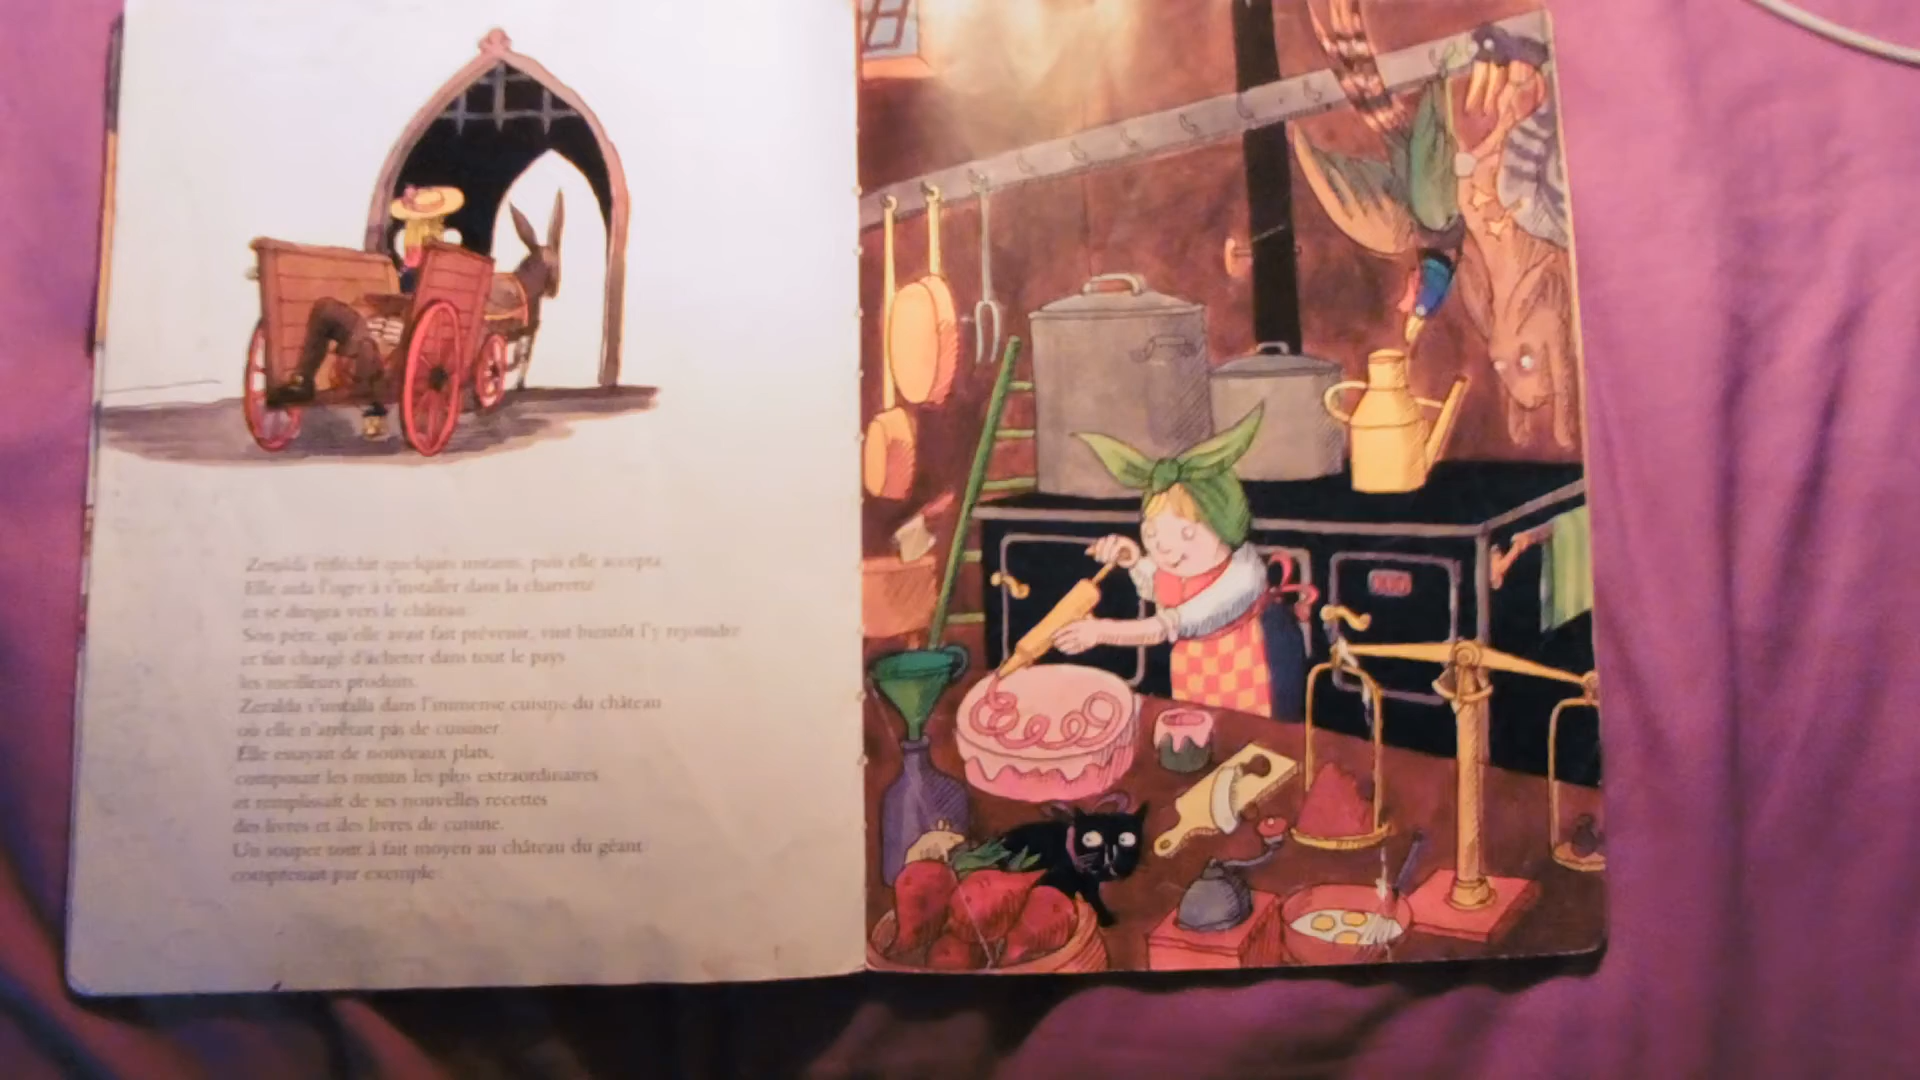 Zeralda réfléchit quelques instants, puis elle accepta.
Elle aida l'ogre à s'installer dans la charrette
et se dirigea vers le château.
Son père, qu'elle avait fait prévenir, vint bientôt l'y rejoindre
et fut chargé d'acheter dans tout le pays
les meilleurs produits.
Zeralda s'installa dans l'immense cuisine du château
où elle n'arrêtait pas de cuisiner.
Elle essayait de nouveaux plats,
composait les menus les plus extraordinaires
et remplissait de ses nouvelles recettes
des livres et des livres de cuisine.
Un souper tout à fait moyen au château du géant
comprenait par exemple :